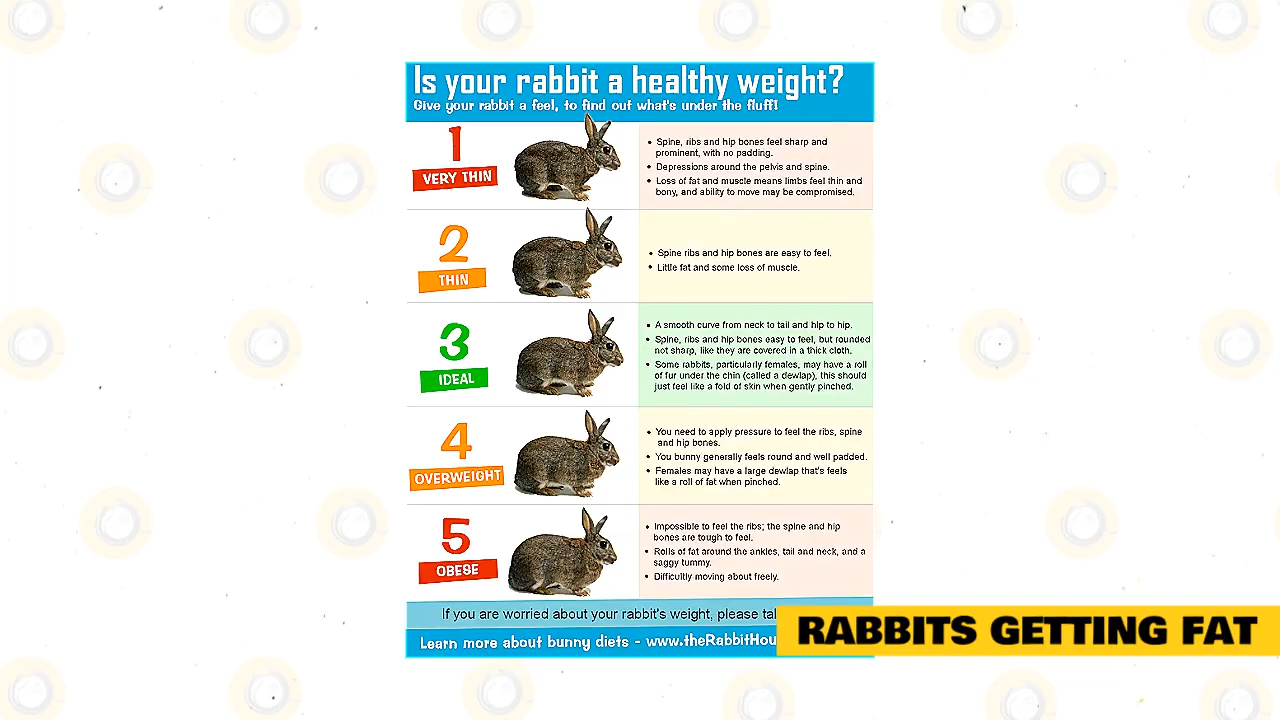 Is your rabbit a healthy weight?
Give your rabbit a feel, to find out what's under the fluff!
1
VERY THIN
• Spine, ribs and hip bones feel sharp and
prominent, with no padding.
• Depressions around the pelvis and spine.
• Loss of fat and muscle means limbs feel thin and
bony, and ability to move may be compromised.
2
THIN
• Spine ribs and hip bones are easy to feel.
• Little fat and some loss of muscle.
3
IDEAL
• A smooth curve from neck to tail and hip to hip.
• Spine, ribs and hip bones easy to feel, but rounded
not sharp, like they are covered in a thick cloth.
• Some rabbits, particularly females, may have a roll
of fur under the chin (called a dewlap), this should
just feel like a fold of skin when gently pinched.
4
OVERWEIGHT
• You need to apply pressure to feel the ribs, spine
and hip bones.
• You bunny generally feels round and well padded.
• Females may have a large dewlap that's feels
like a roll of fat when pinched.
5
OBESE
• Impossible to feel the ribs; the spine and hip
bones are tough to feel.
• Rolls of fat around the ankles, tail and neck, and a
saggy tummy.
• Difficultly moving about freely.
If you are worried about your rabbit's weight, please
Learn more about bunny diets - www.theRabbitHou
RABBITS GETTING FAT